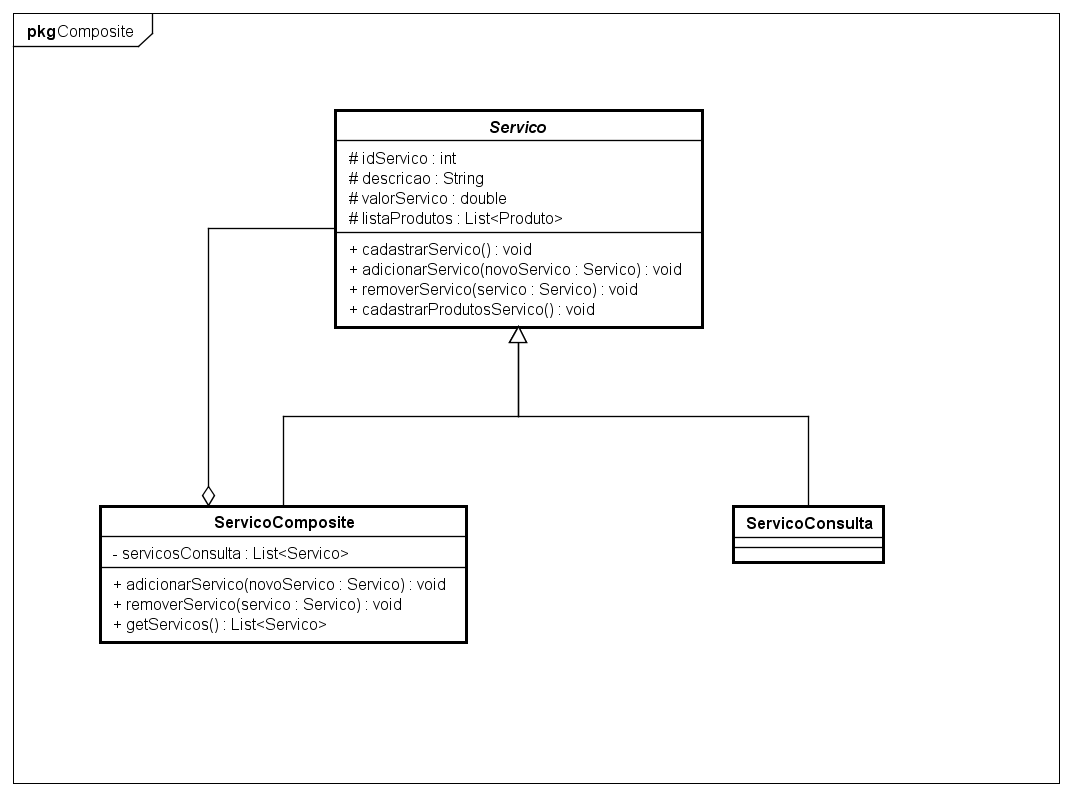 pkg Composite
Servico
# idServico : int
# descricao : String
# valorServico : double
# listaProdutos : List<Produto>
+ cadastrarServico() : void
+ adicionarServico(novoServico : Servico) : void
+ removerServico(servico : Servico) : void
+ cadastrarProdutosServico() : void
ServicoComposite
- servicosConsulta : List<Servico>
+ adicionarServico(novoServico : Servico) : void
+ removerServico(servico : Servico) : void
+ getServicos() : List<Servico>
ServicoConsulta